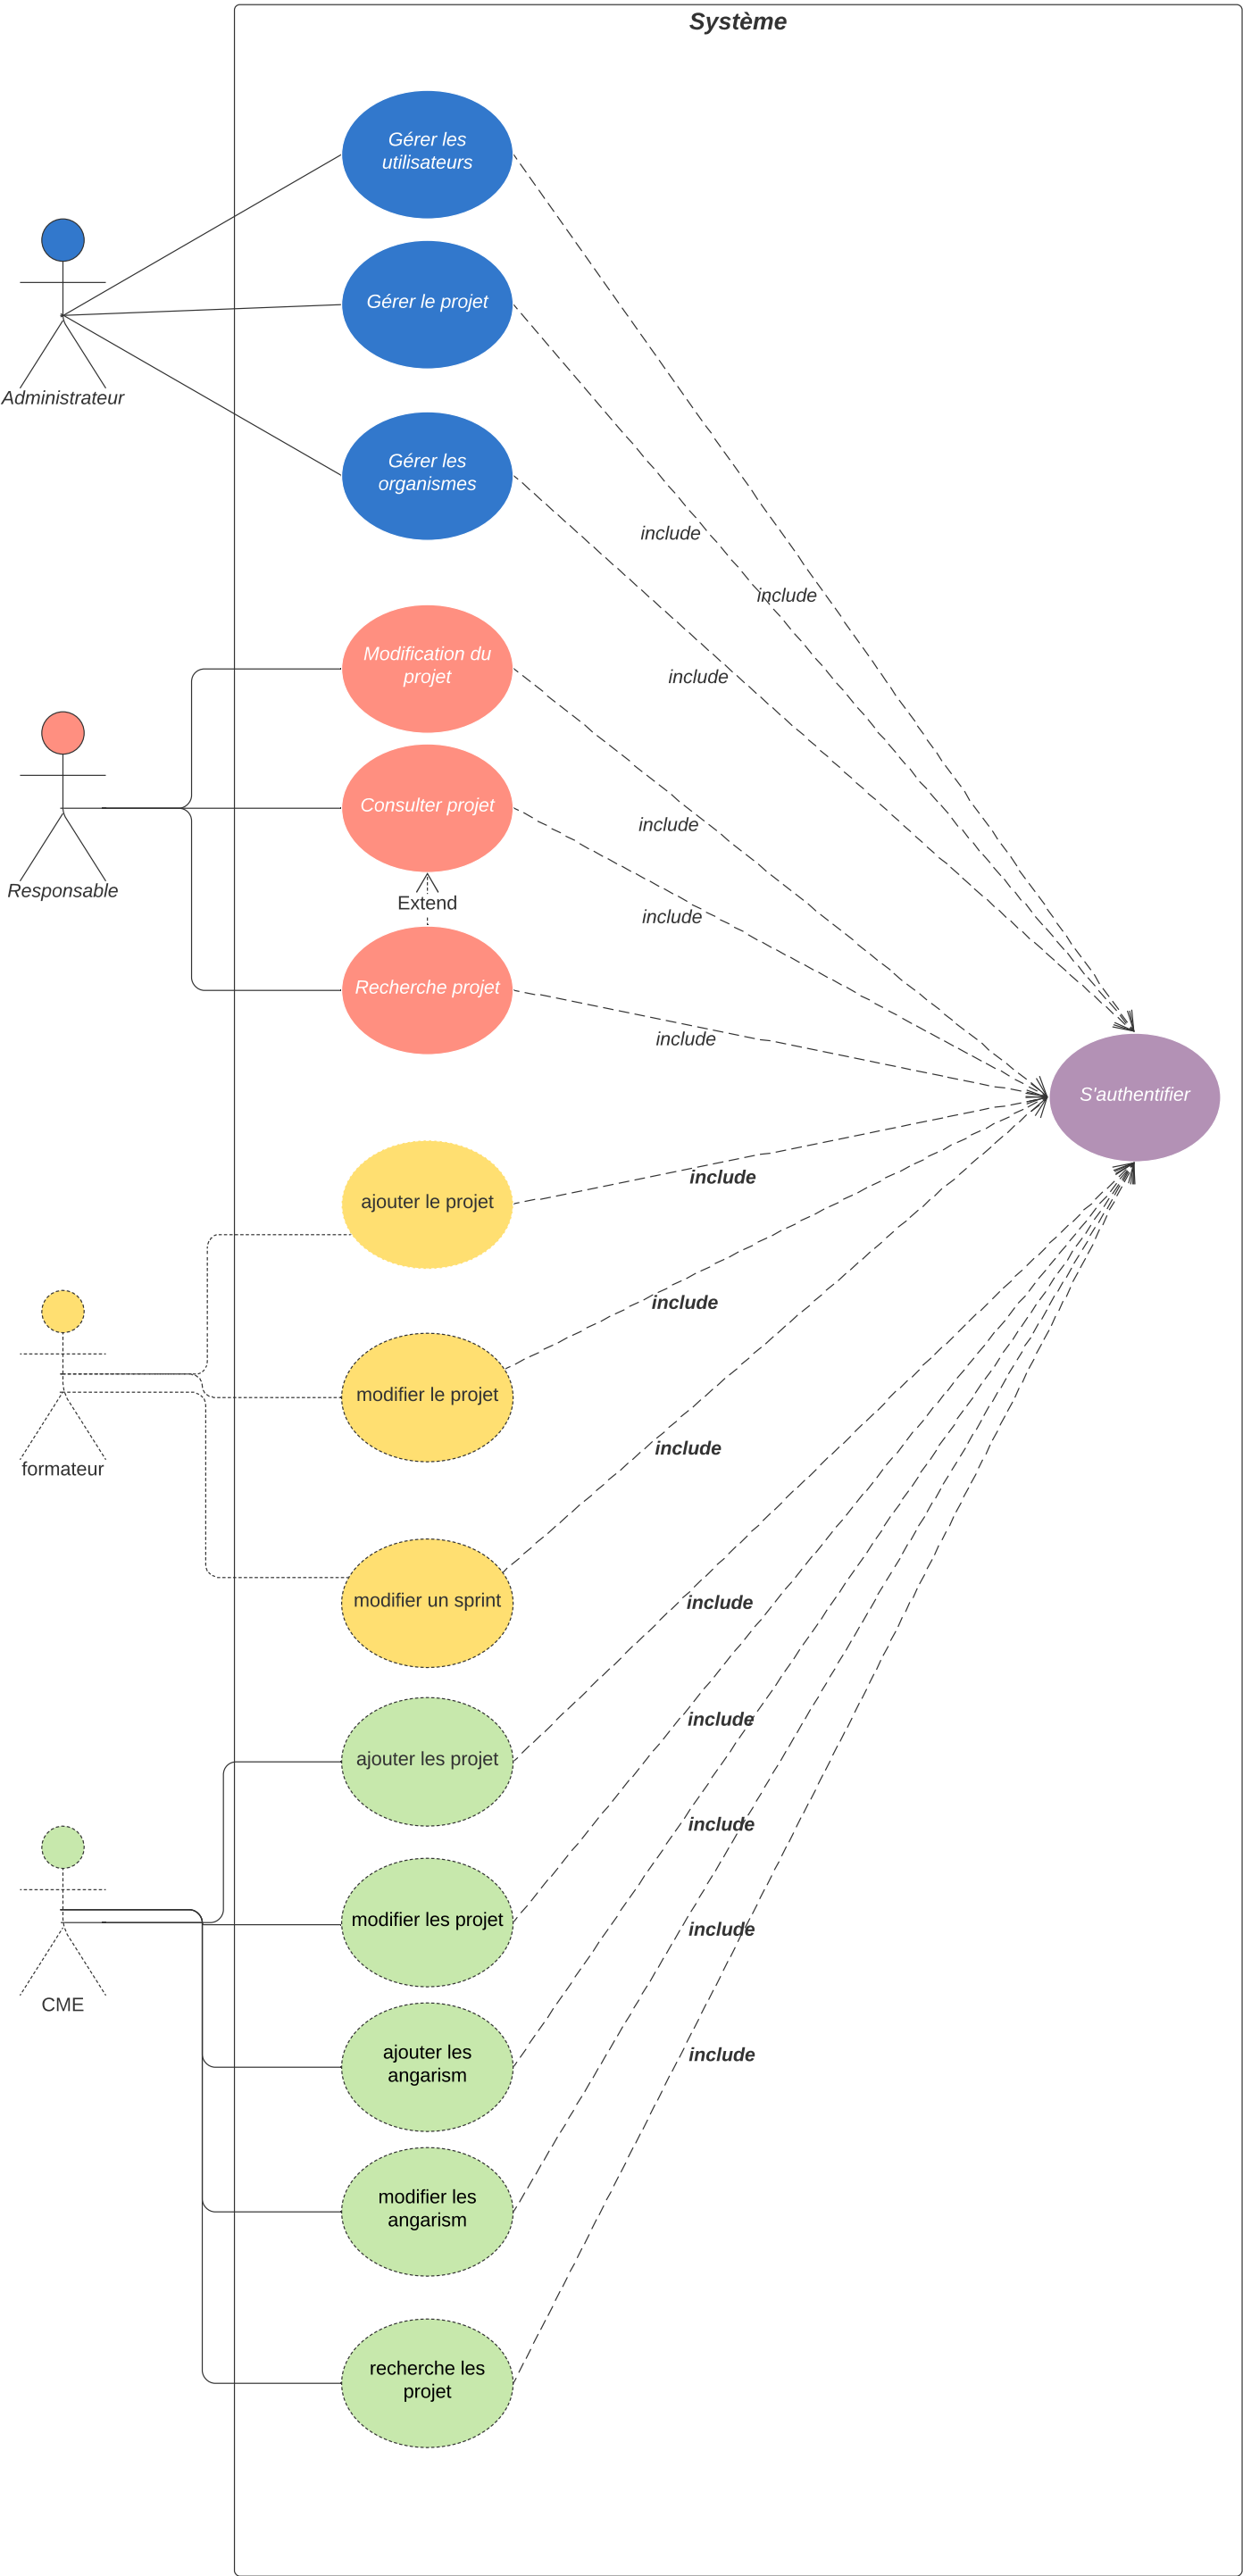 Système
Gérer les
utilisateurs
Gérer le projet
Administrateur
Gérer les
organismes
include
include
include
Modification du
projet
Consulter projet
include
Responsable
Extend
include
Recherche projet
include
S'authentifier
ajouter le projet
include
include
modifier le projet
formateur
include
modifier un sprint
include
ajouter les projet
include
include
modifier les projet
include
CME
ajouter les
angarism
include
modifier les
angarism
recherche les
projet